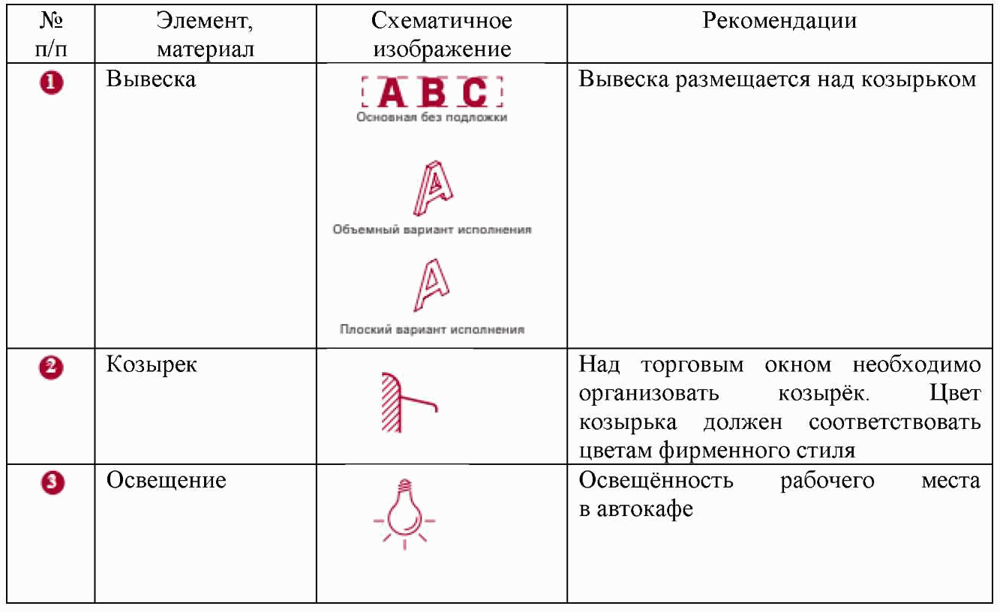 № п/п
Элемент, материал
Схематичное изображение
Рекомендации
1
Вывеска
АВС
Основная без подложки
А
Объемный вариант исполнения
А
Плоский вариант исполнения
Вывеска размещается над козырьком
2
Козырек
Над торговым окном необходимо
организовать козырёк. Цвет
козырька должен соответствовать
цветам фирменного стиля
3
Освещение
Освещённость рабочего места
в автокафе